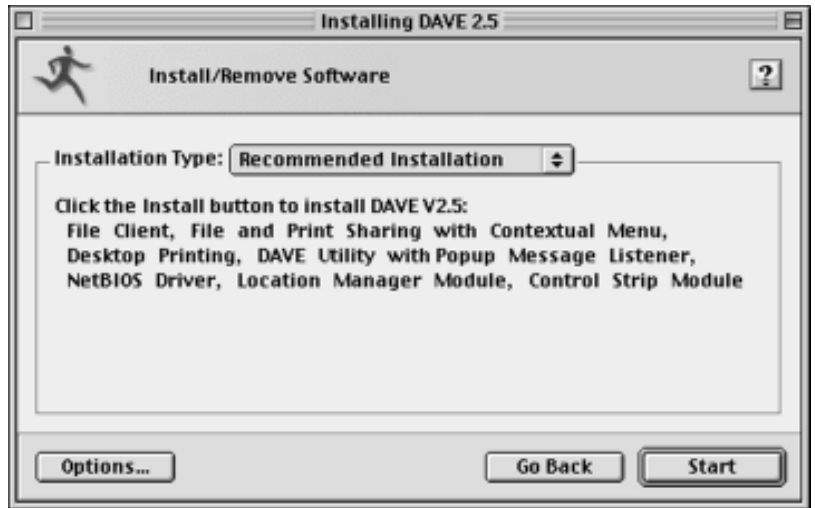 Installing DAVE 2.5
Install/Remove Software
?
Installation Type: Recommended Installation
Click the Install button to install DAVE V2.5:
File Client, File and Print Sharing with Contextual Menu,
Desktop Printing, DAVE Utility with Popup Message Listener,
NetBIOS Driver, Location Manager Module, Control Strip Module
Options... Go Back Start